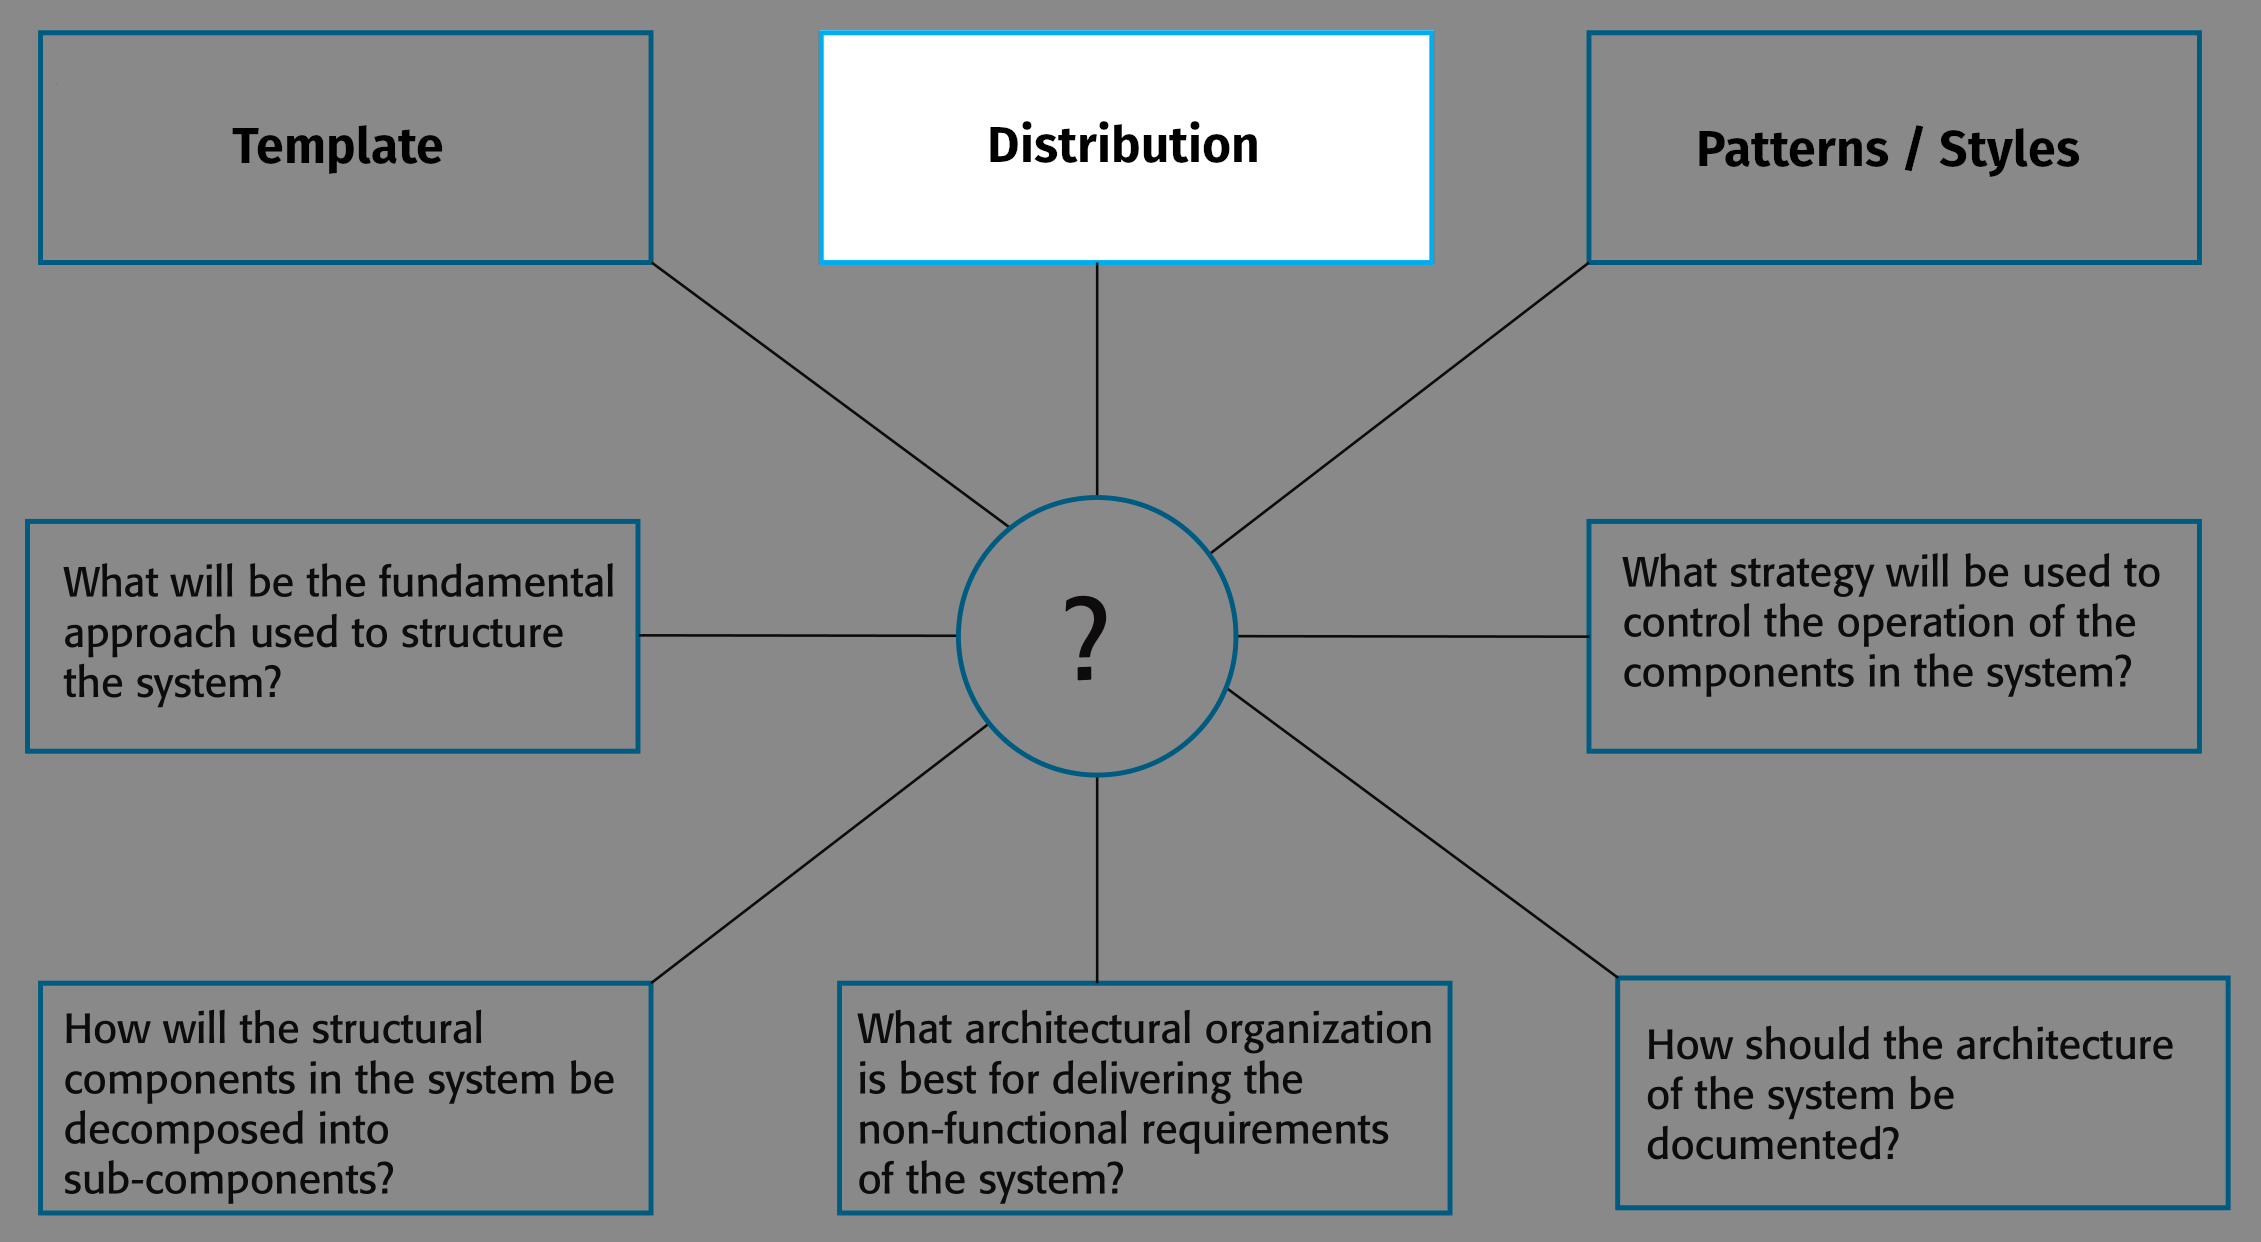 Template
Distribution
Patterns / Styles
What will be the fundamental
approach used to structure
the system?
?
What strategy will be used to
control the operation of the
components in the system?
How will the structural
components in the system be
decomposed into
sub-components?
What architectural organization
is best for delivering the
non-functional requirements
of the system?
How should the architecture
of the system be
documented?